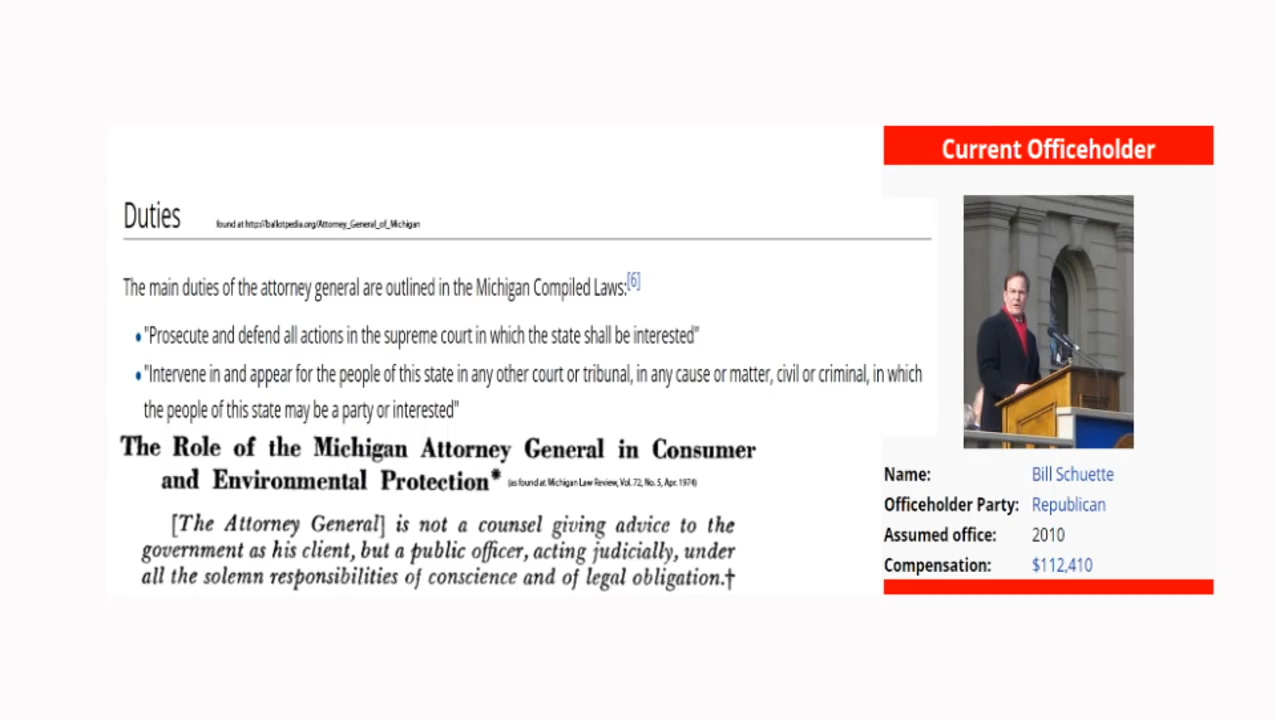 Duties found at http://ballotpedia.org/Attorney_General_of_Michigan
The main duties of the attorney general are outlined in the Michigan Compiled Laws:[6]
•"Prosecute and defend all actions in the supreme court in which the state shall be interested"
•"Intervene in and appear for the people of this state in any other court or tribunal, in any cause or matter, civil or criminal, in which
the people of this state may be a party or interested"
The Role of the Michigan Attorney General in Consumer
and Environmental Protection* (as found at Michigan Law Review, Vol. 72, No. 5, Apr. 1974)
[The Attorney General] is not a counsel giving advice to the
government as his client, but a public officer, acting judicially, under
all the solemn responsibilities of conscience and of legal obligation.†
Current Officeholder
Name: Bill Schuette
Officeholder Party: Republican
Assumed office: 2010
Compensation: $112,410